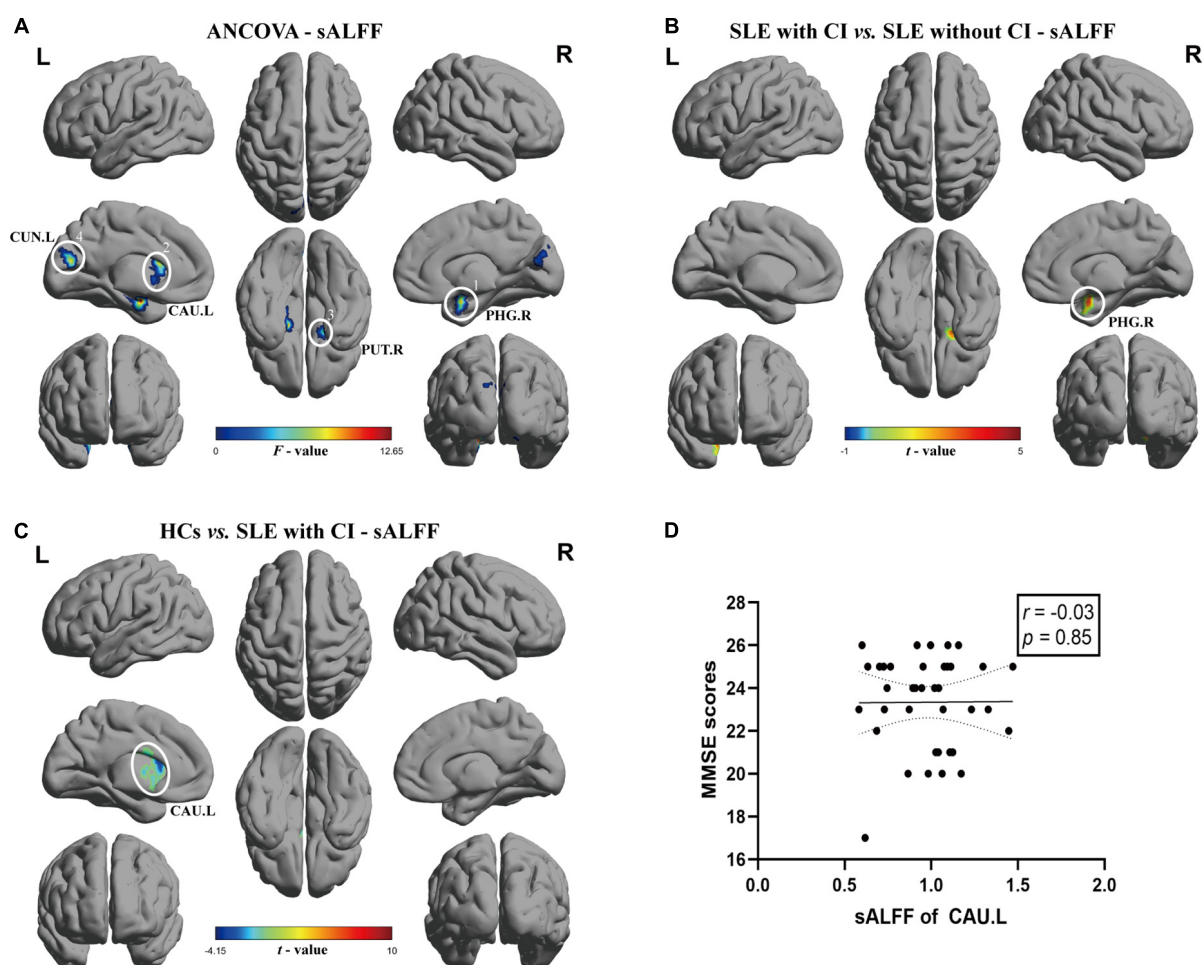 A
ANCOVA - sALFF
L
R
CUN.L
4
2
CAU.L
1
PHG.R
3
PUT.R
0
F - value
12.65
B
SLE with CI vs. SLE without CI - sALFF
L
R
PHG.R
-1
t - value
5
C
HCs vs. SLE with CI - sALFF
L
R
CAU.L
-4.15
t - value
10
D
r = -0.03
p = 0.85
MMSE scores
28
26
24
22
20
18
16
0.0
0.5
1.0
1.5
2.0
sALFF of CAU.L